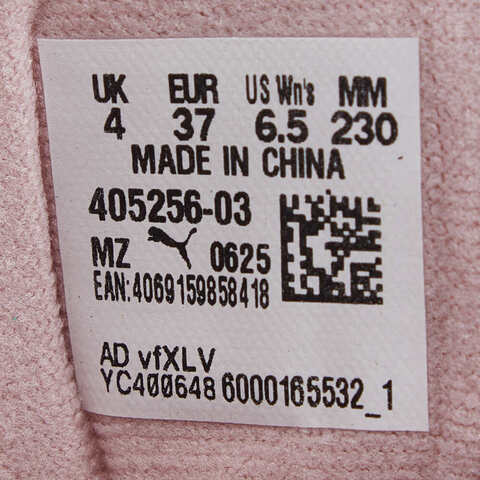 UK EUR US Wn's MM
4 37 6.5 230
MADE IN CHINA
405256-03
MZ 0625
EAN:4069159858418
AD vfXLV
YC400648 6000165532_1